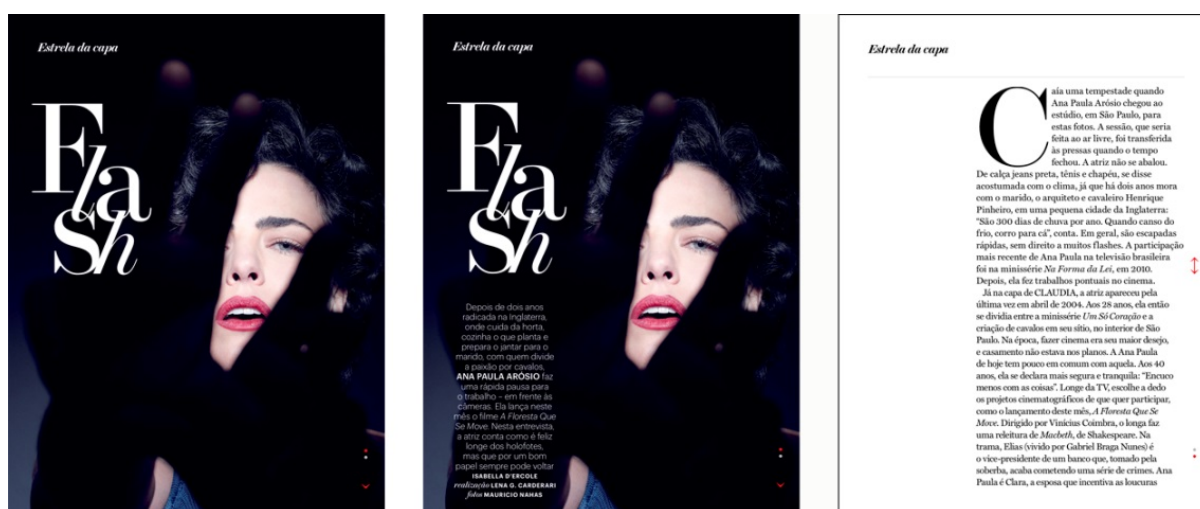 Estrela da capa
Flash
Estrela da capa
Flash
Depois de dois anos
radicada na Inglaterra,
onde cuida da horta,
cozinha o que planta e
prepara o jantar para o
marido, com quem divide
a paixão por cavalos,
ANA PAULA ARÓSIO faz
uma rápida pausa para
o trabalho – em frente às
câmeras. Ela lança neste
mês o filme A Floresta Que
Se Move. Nesta entrevista,
a atriz conta como é feliz
longe dos holofotes,
mas que por um bom
papel sempre pode voltar
ISABELLA D'ERCOLE
realização LENA G. CARDERARI
fotos MAURICIO NAHAS
Estrela da capa
Caía uma tempestade quando
Ana Paula Arósio chegou ao
estúdio, em São Paulo, para
estas fotos. A sessão, que seria
feita ao ar livre, foi transferida
às pressas quando o tempo
fechou. A atriz não se abalou.
De calça jeans preta, tênis e chapéu, se disse
acostumada com o clima, já que há dois anos mora
com o marido, o arquiteto e cavaleiro Henrique
Pinheiro, em uma pequena cidade da Inglaterra:
"São 300 dias de chuva por ano. Quando canso do
frio, corro para cá", conta. Em geral, são escapadas
rápidas, sem direito a muitos flashes. A participação
mais recente de Ana Paula na televisão brasileira
foi na minissérie Na Forma da Lei, em 2010.
Depois, ela fez trabalhos pontuais no cinema.
Já na capa de CLAUDIA, a atriz apareceu pela
última vez em abril de 2004. Aos 28 anos, ela então
se dividia entre a minissérie Um Só Coração e a
criação de cavalos em seu sítio, no interior de São
Paulo. Na época, fazer cinema era seu maior desejo,
e casamento não estava nos planos. A Ana Paula
de hoje tem pouco em comum com aquela. Aos 40
anos, ela se declara mais segura e tranquila: "Encuco
menos com as coisas". Longe da TV, escolhe a dedo
os projetos cinematográficos de que quer participar,
como o lançamento deste mês, A Floresta Que Se
Move. Dirigido por Vinícius Coimbra, o longa faz
uma releitura de Macbeth, de Shakespeare. Na
trama, Elias (vivido por Gabriel Braga Nunes) é
o vice-presidente de um banco que, tomado pela
soberba, acaba cometendo uma série de crimes. Ana
Paula é Clara, a esposa que incentiva as loucuras